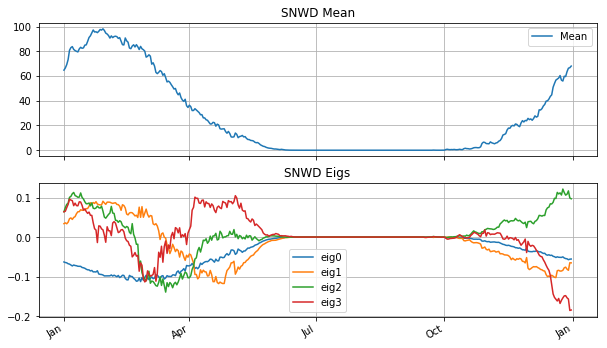 SNWD Mean
100
80
60
40
20
0
Mean
SNWD Eigs
0.1
0.0
−0.1
−0.2
eig0
eig1
eig2
eig3
Jan
Apr
Jul
Oct
Jan